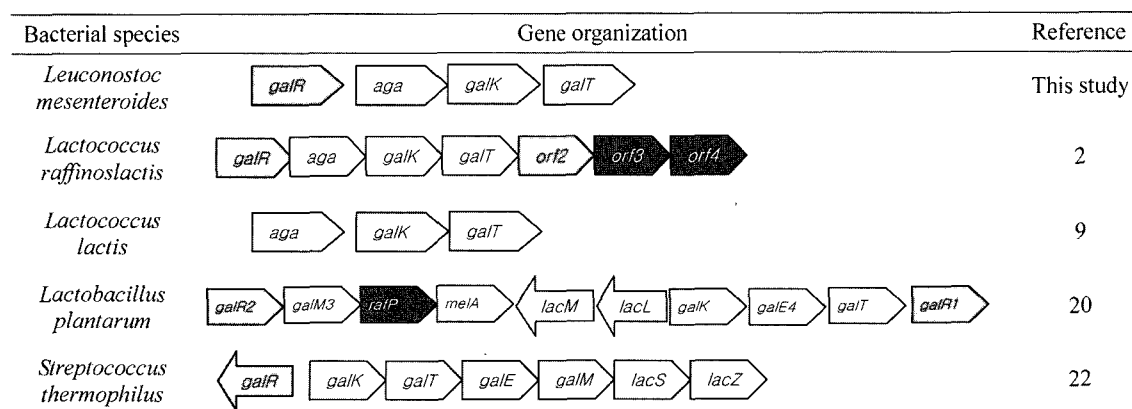 Bacterial species Gene organization Reference
Leuconostoc
mesenteroides
galR aga galK galT This study
Lactococcus
raffinoslactis
galR aga galK galT orf2 orf3 orf4 2
Lactococcus
lactis
aga galK galT 9
Lactobacillus
plantarum
galR2 galM3 rafP melA lacM lacL galK galE4 galT galR1 20
Streptococcus
thermophilus
galR galK galT galE galM lacS lacZ 22